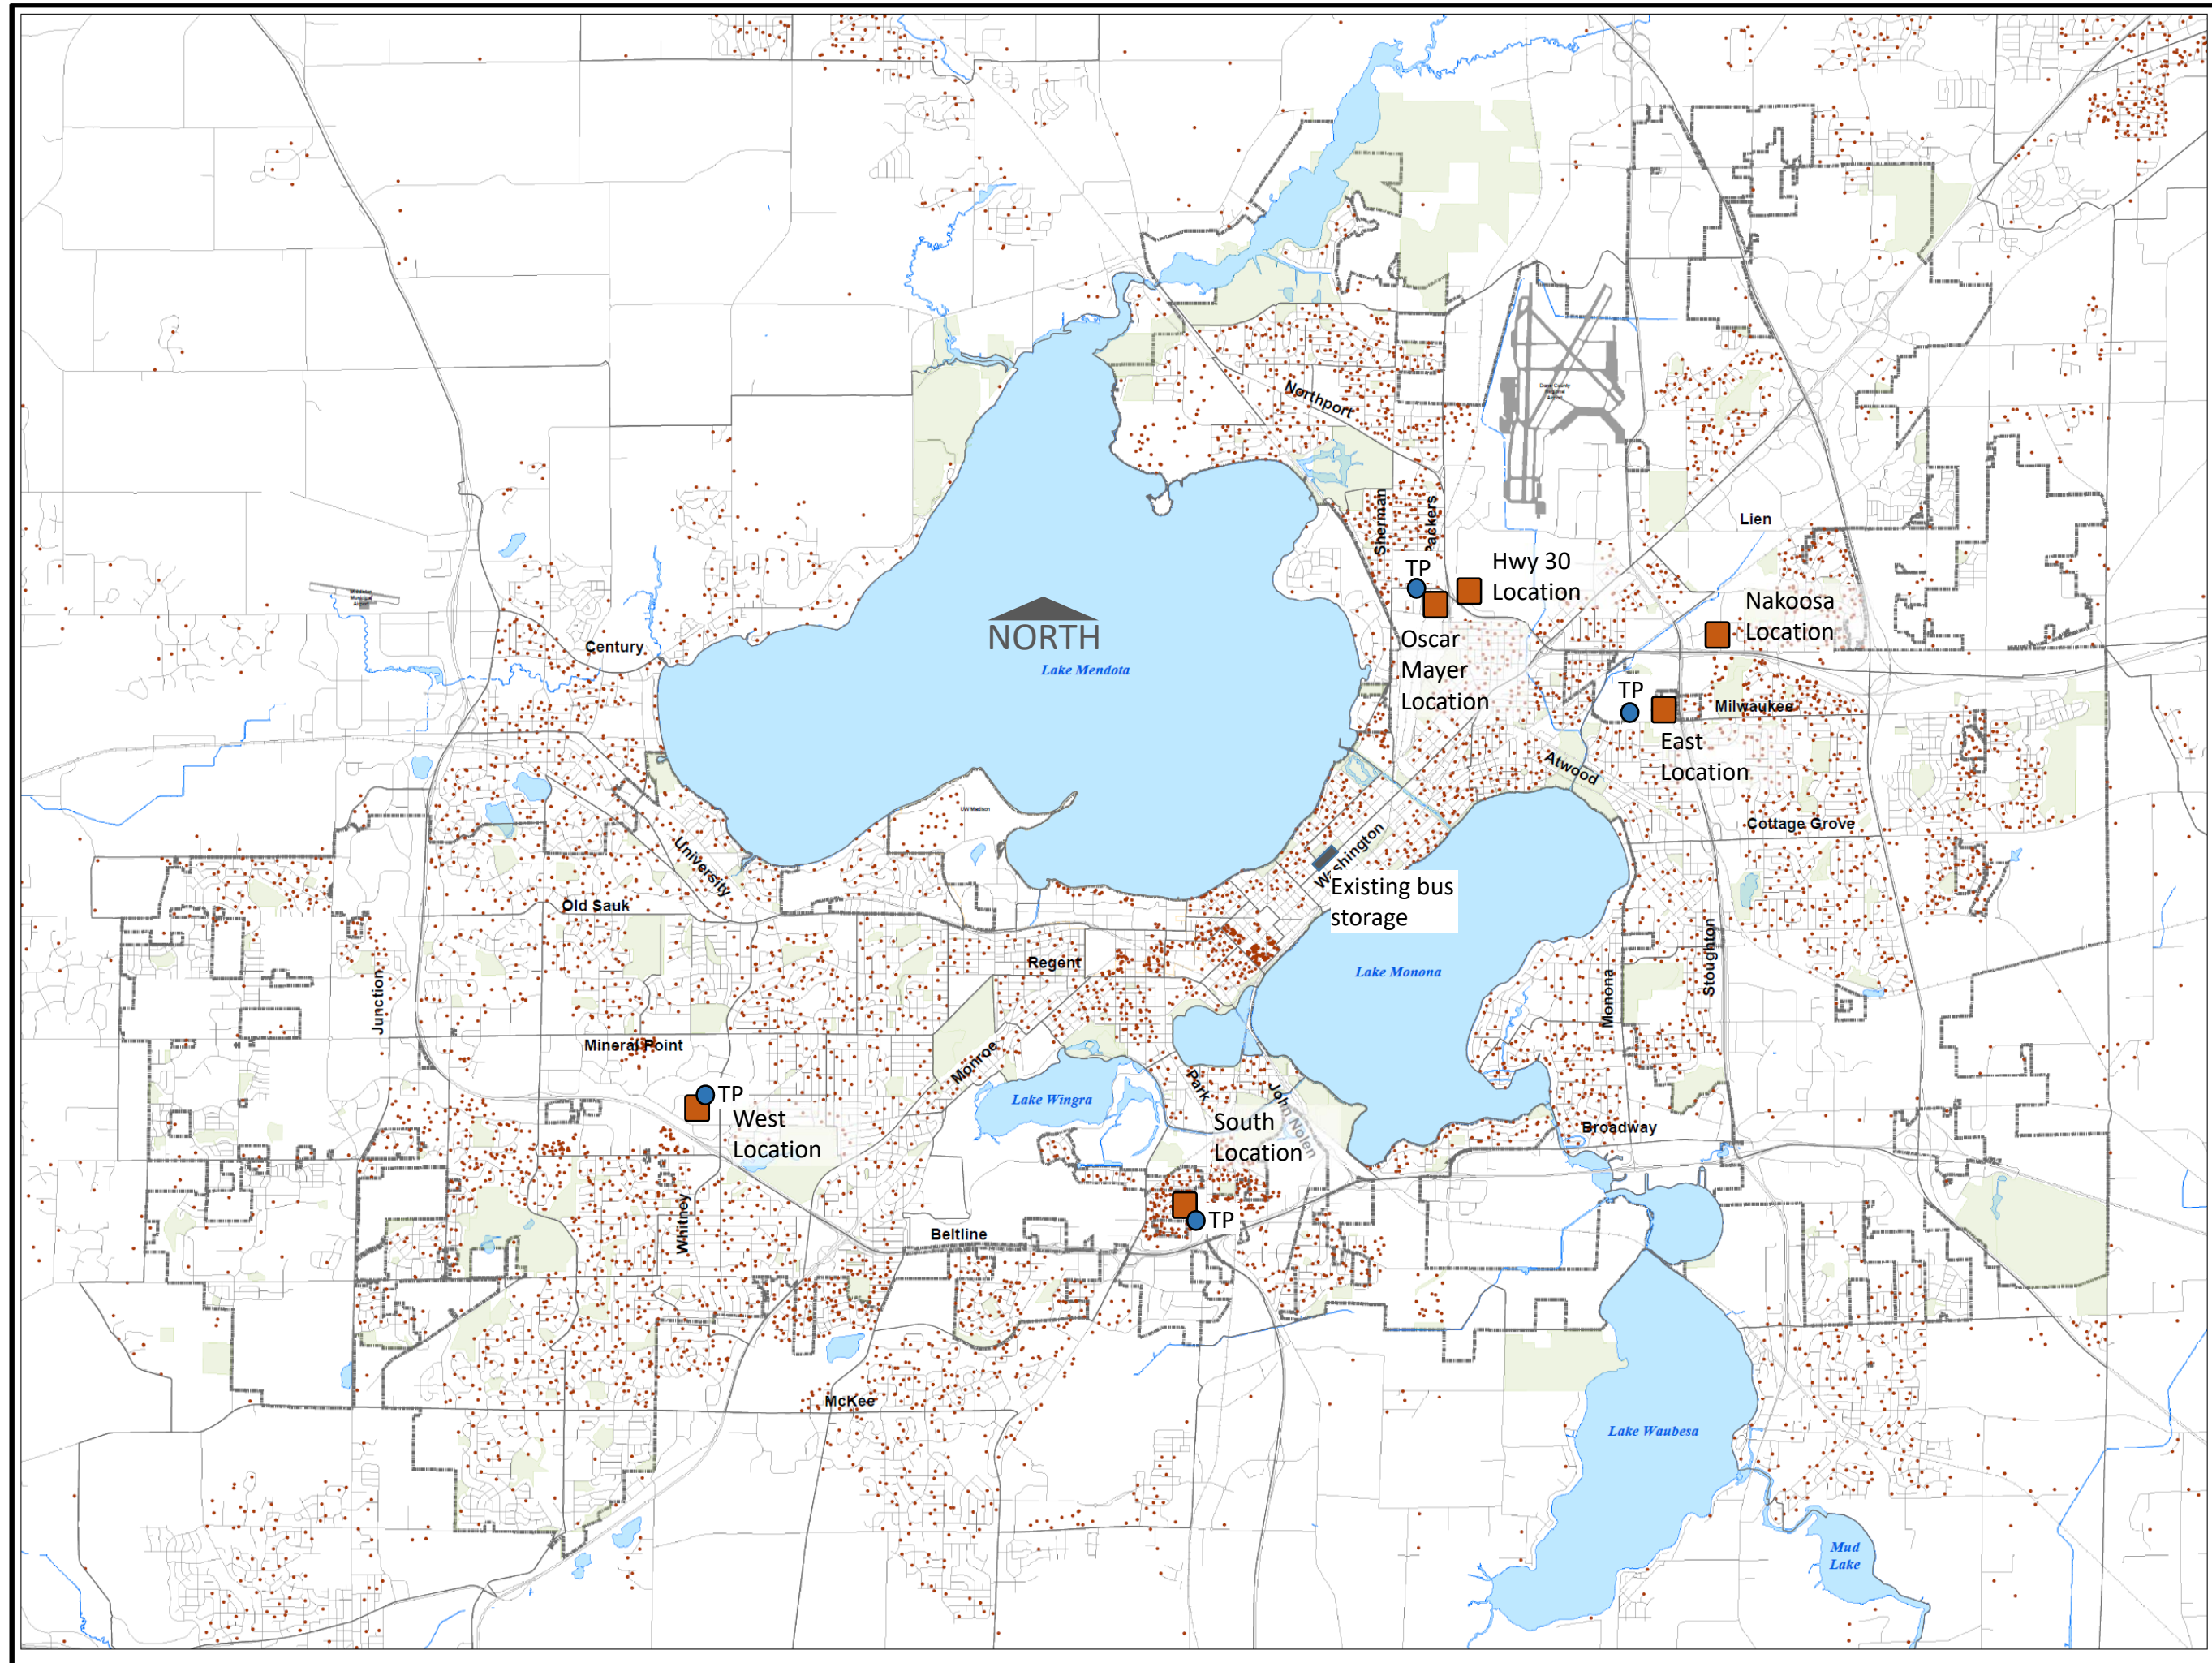 Northport
Sherman
Packers
Lien
TP
Hwy 30
Location
Nakoosa
Location
Oscar
Mayer
Location
NORTH
Lake Mendota
Century
TP
Milwaukee
East
Location
Atwood
Washington
Existing bus
storage
Cottage Grove
University
UW Madison
Old Sauk
Regent
Lake Monona
Junction
Monona
Stoughton
Mineral Point
Monroe
Park
John Nolen
Lake Wingra
TP
West
Location
South
Location
Broadway
Whitney
TP
Beltline
McKee
Lake Waubesa
Mud
Lake